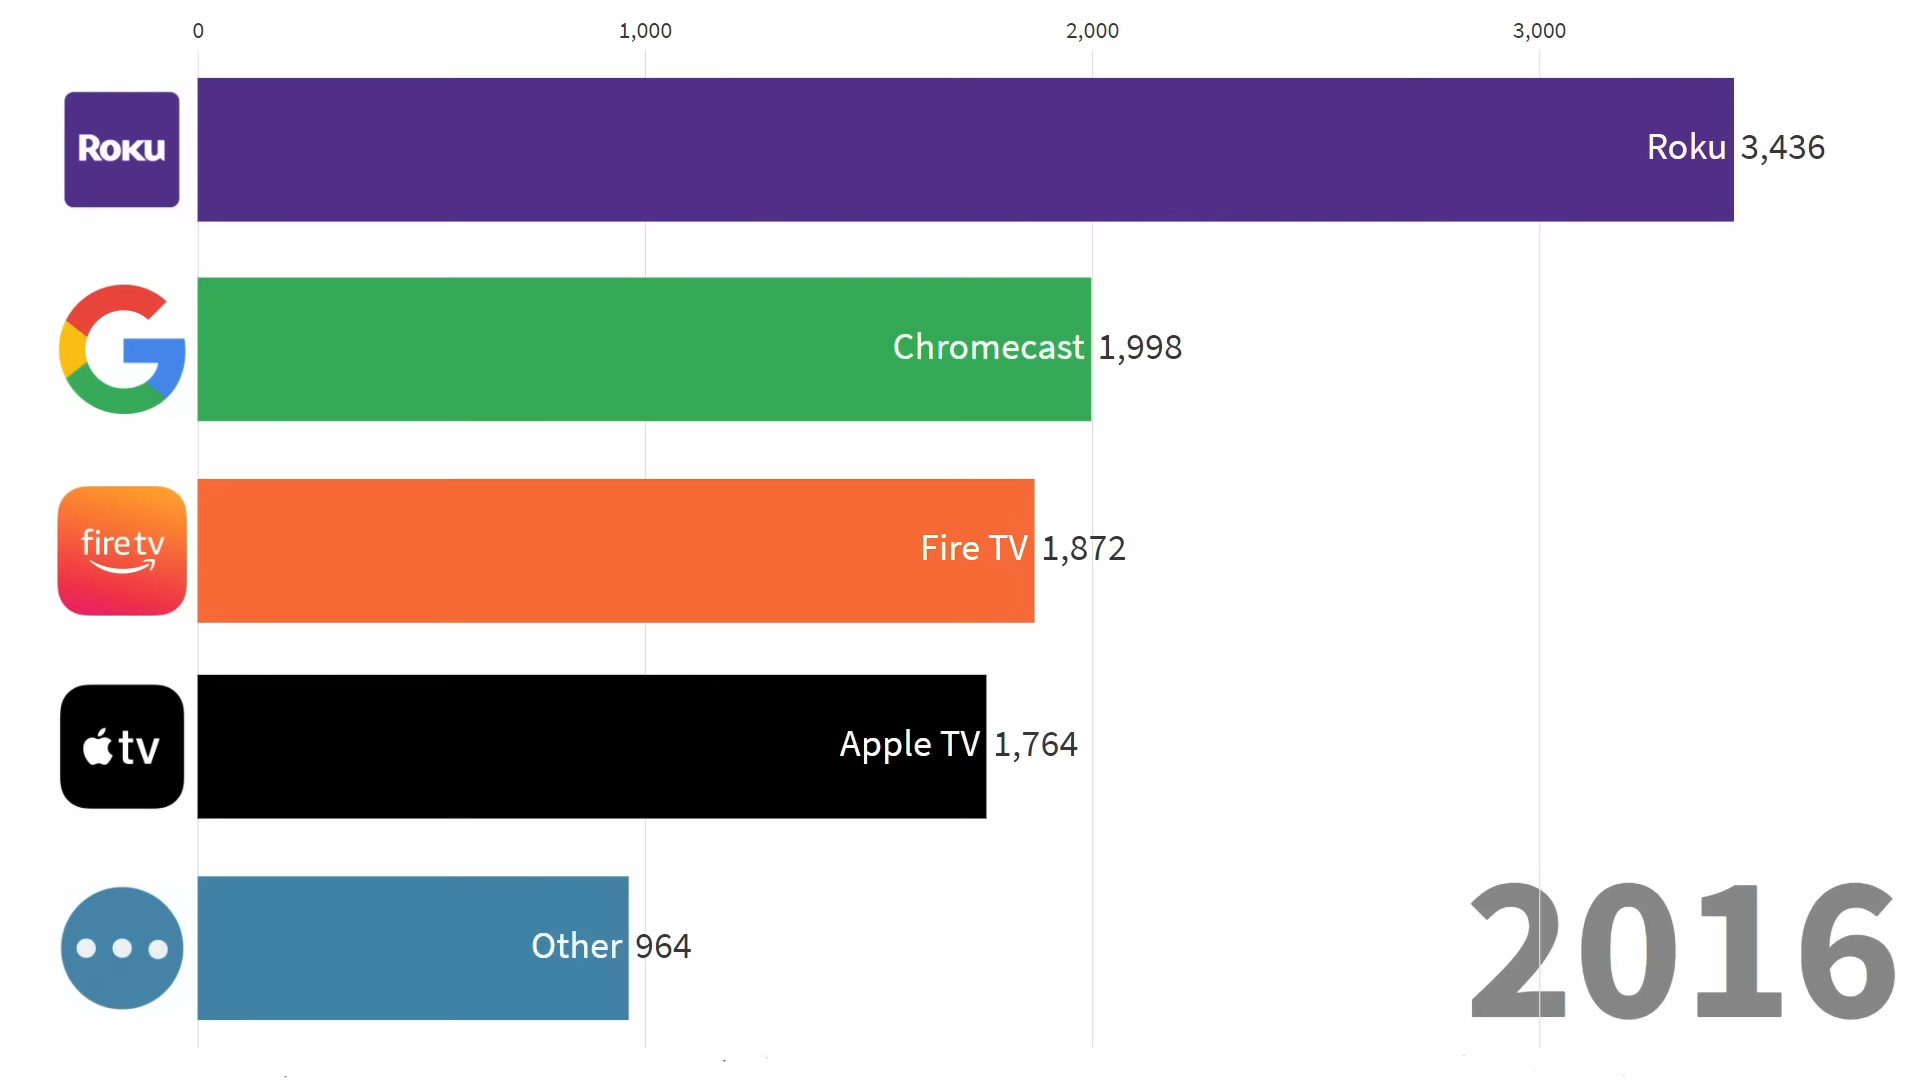 0 1,000 2,000 3,000
Roku Roku 3,436
Chromecast 1,998
fire tv Fire TV 1,872
tv Apple TV 1,764
Other 964
2016